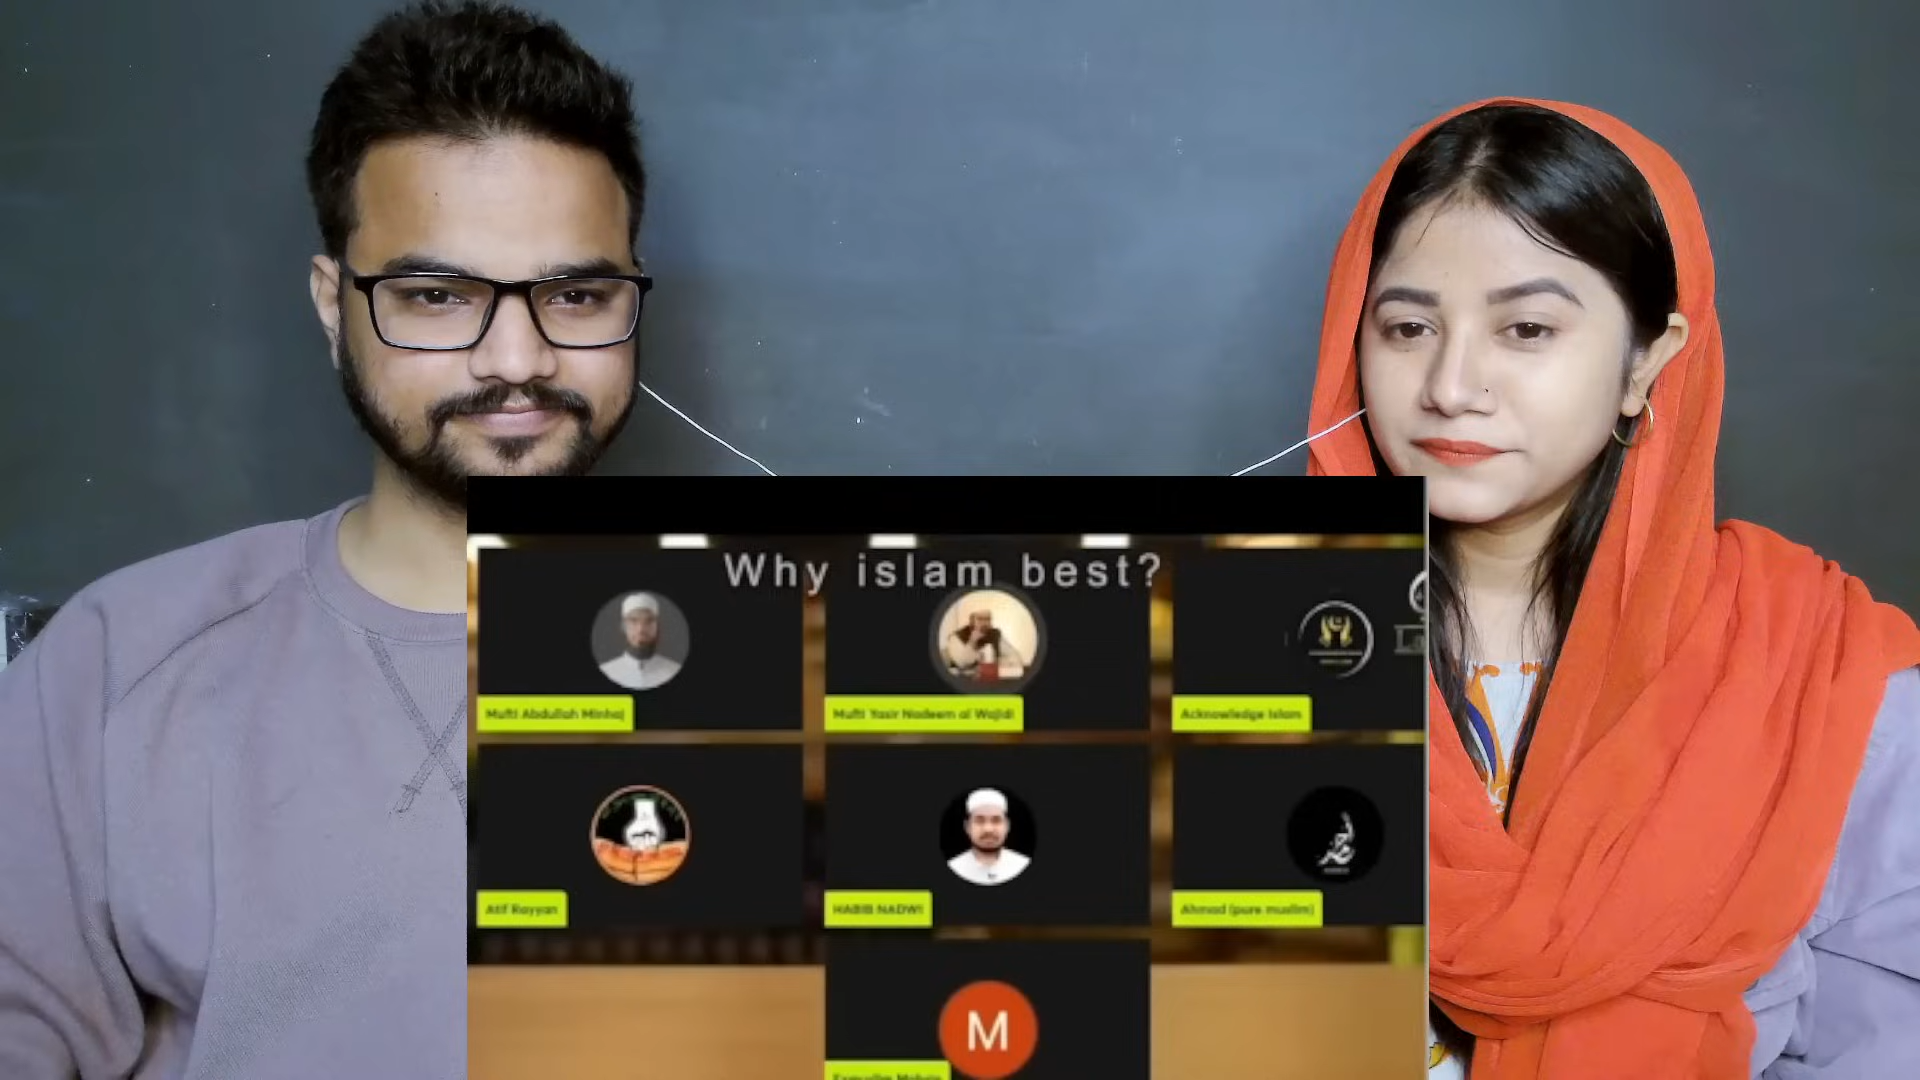 Why islam best?
Mufti Abdullah Minhaj
Mufti Yasir Nadeem al Wajidi
Acknowledge Islam
Atif Rayyan
HABIB NADWI
Ahmad (pure muslim)
M